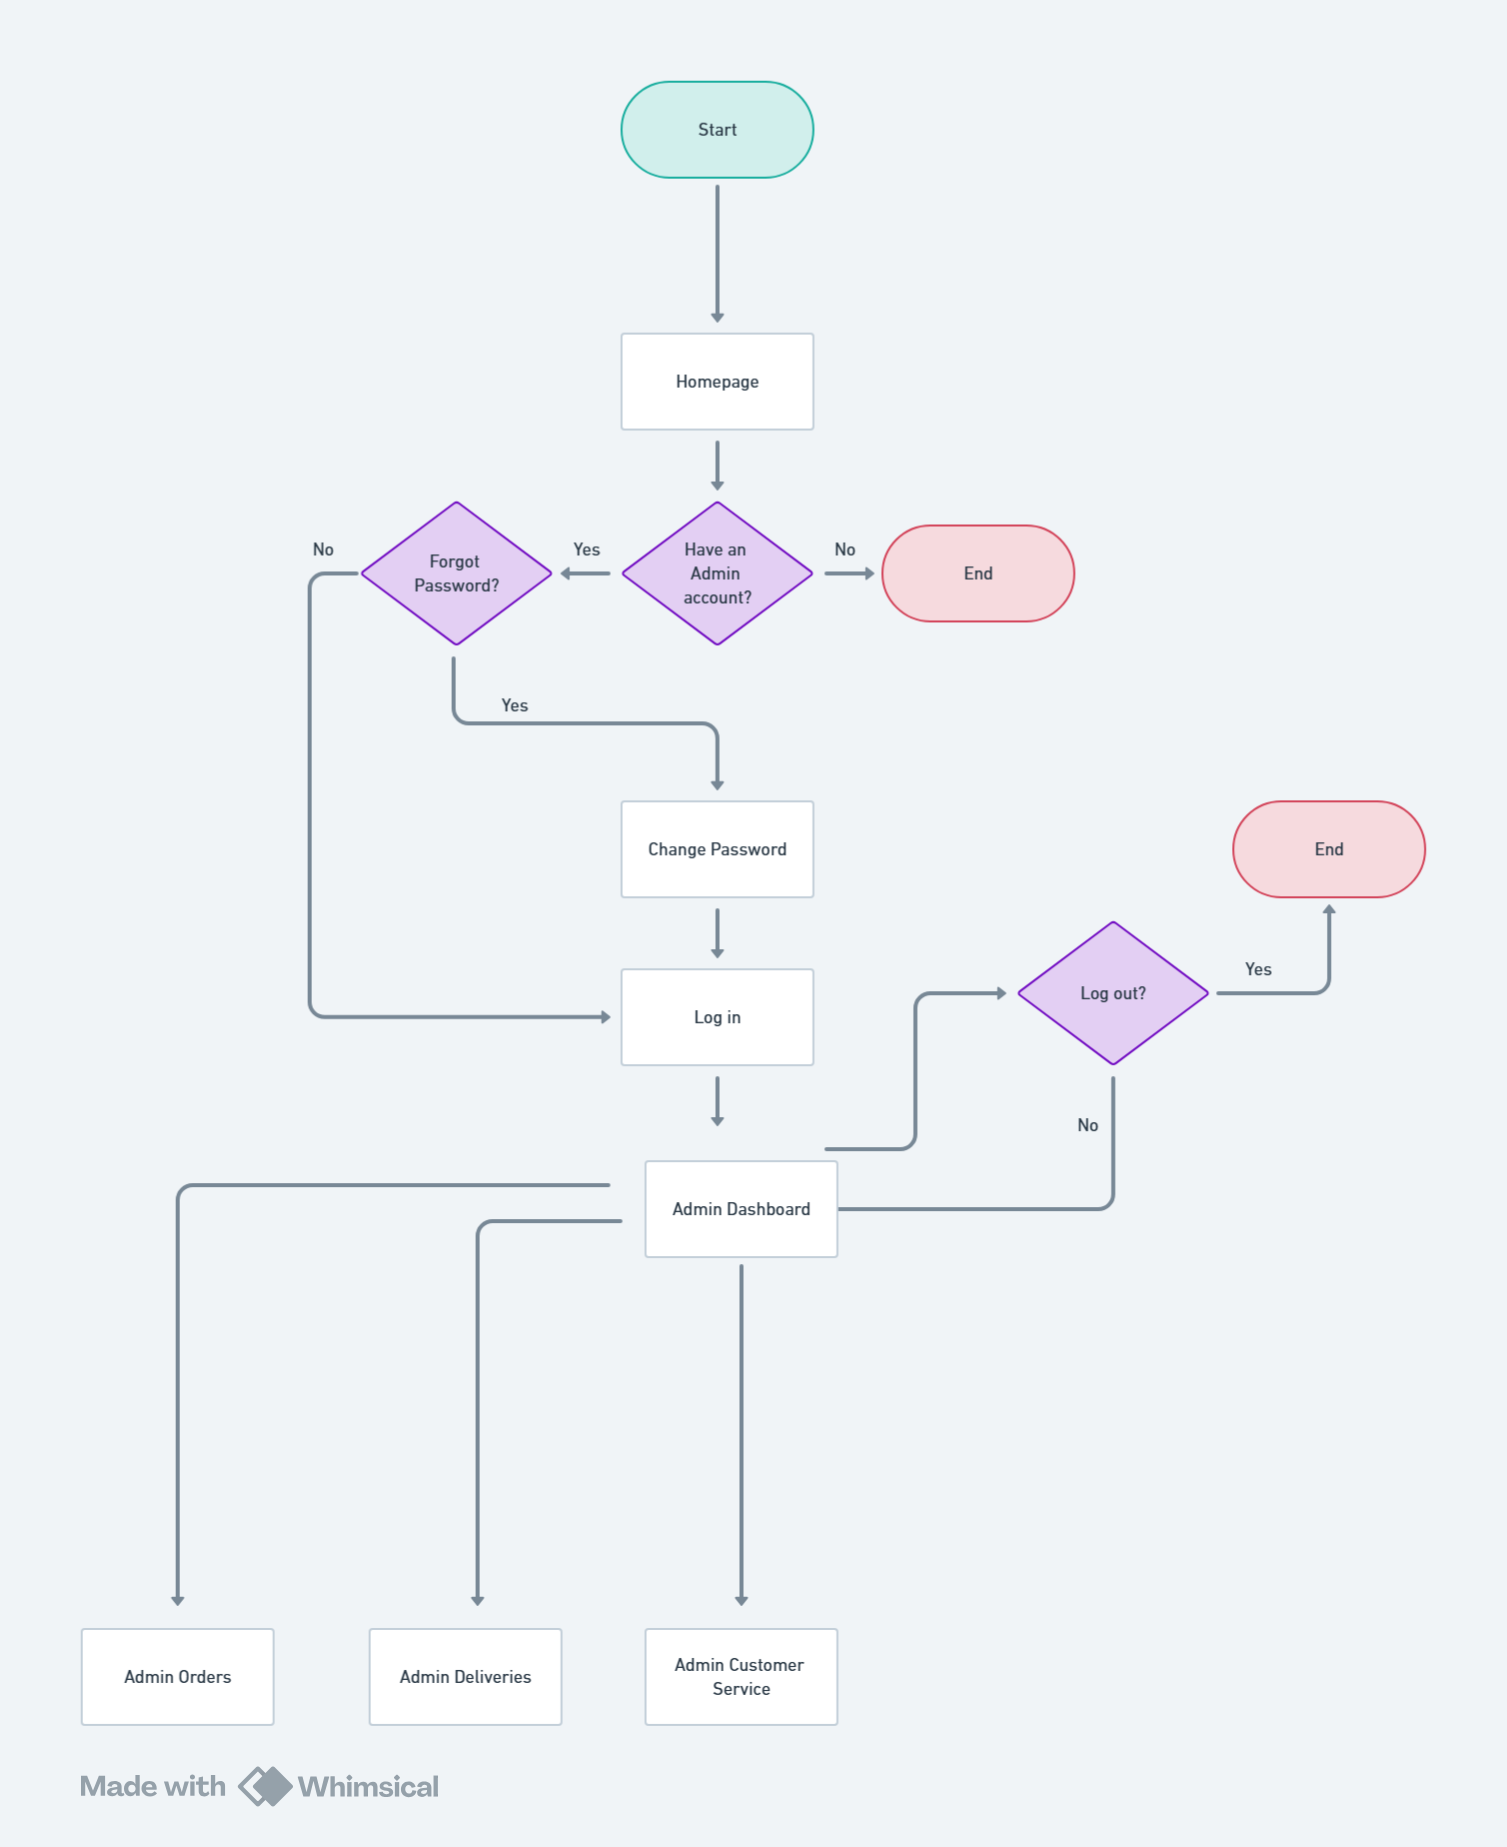 Start
Homepage
No
Forgot
Password?
Yes
Have an
Admin
account?
No
End
Yes
Change Password
End
Log in
Log out?
Yes
No
Admin Dashboard
Admin Orders
Admin Deliveries
Admin Customer
Service
Made with Whimsical